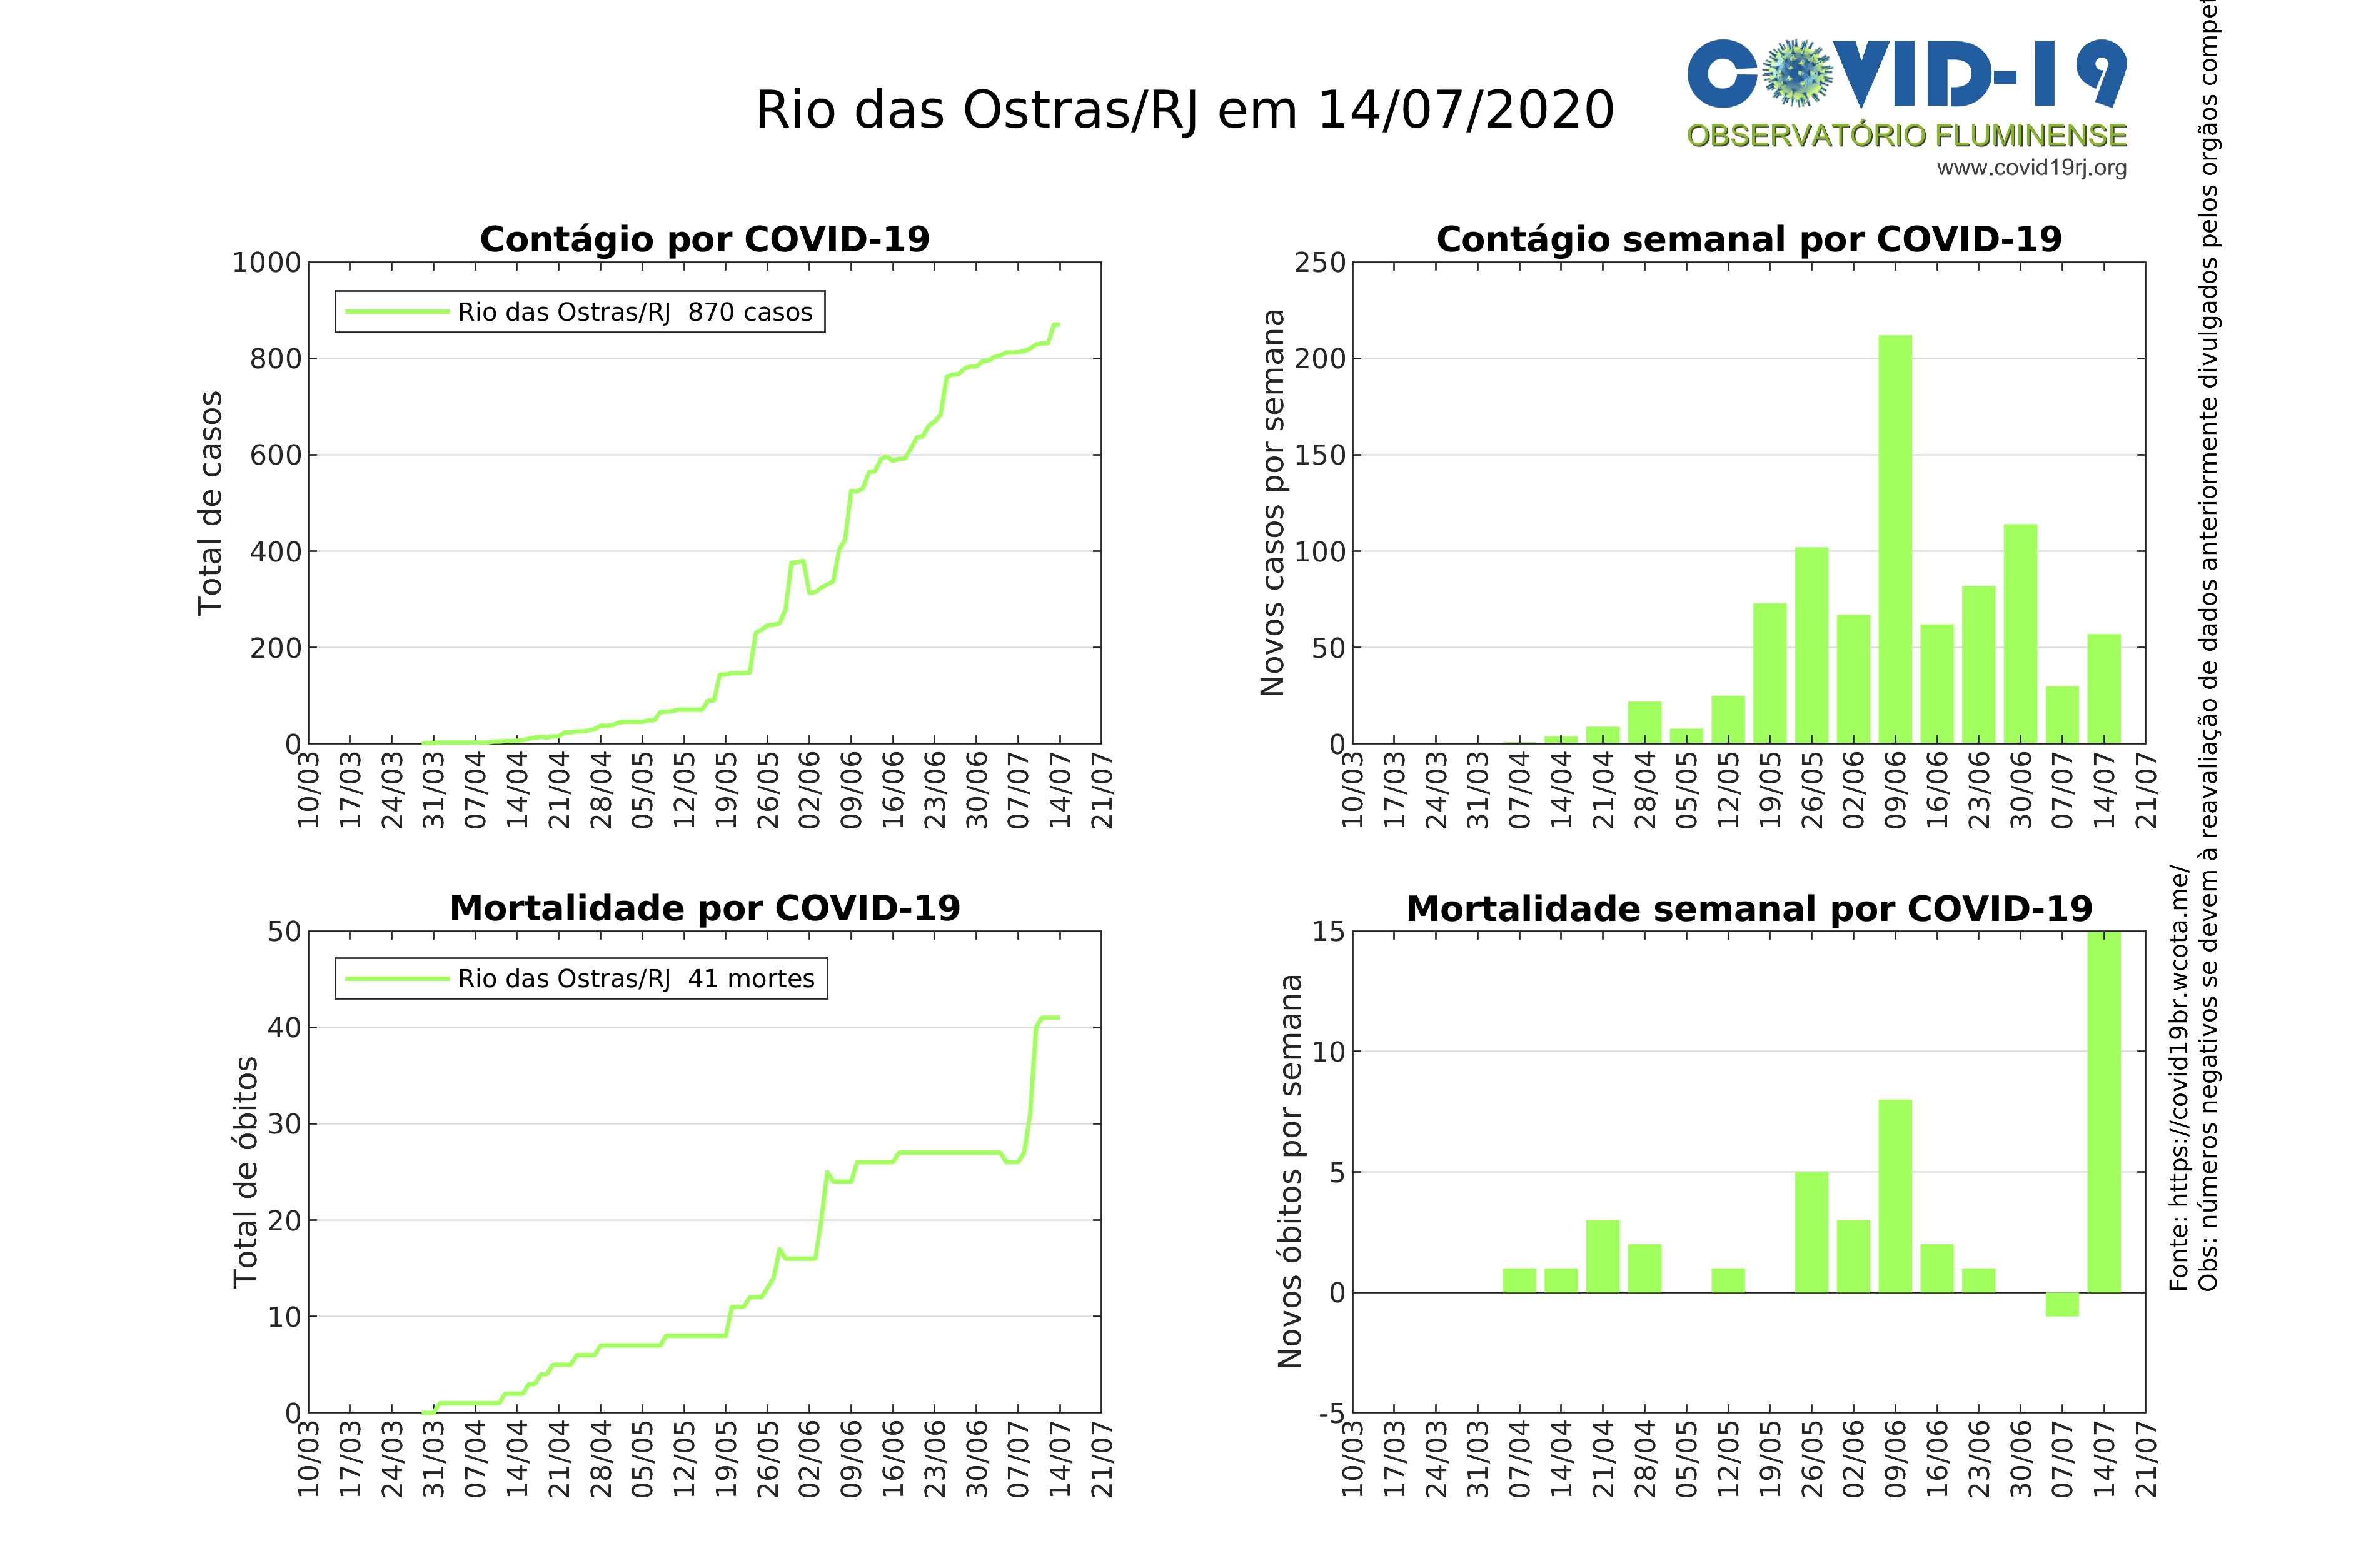 Rio das Ostras/RJ em 14/07/2020
COVID-19
OBSERVATÓRIO FLUMINENSE
www.covid19rj.org
Contágio por COVID-19
Total de casos
1000
800
600
400
200
0
Rio das Ostras/RJ 870 casos
10/03 17/03 24/03 31/03 07/04 14/04 21/04 28/04 05/05 12/05 19/05 26/05 02/06 09/06 16/06 23/06 30/06 07/07 14/07 21/07
Contágio semanal por COVID-19
Novos casos por semana
250
200
150
100
50
0
10/03 17/03 24/03 31/03 07/04 14/04 21/04 28/04 05/05 12/05 19/05 26/05 02/06 09/06 16/06 23/06 30/06 07/07 14/07 21/07
Mortalidade por COVID-19
Total de óbitos
50
40
30
20
10
0
Rio das Ostras/RJ 41 mortes
10/03 17/03 24/03 31/03 07/04 14/04 21/04 28/04 05/05 12/05 19/05 26/05 02/06 09/06 16/06 23/06 30/06 07/07 14/07 21/07
Mortalidade semanal por COVID-19
Novos óbitos por semana
15
10
5
0
-5
10/03 17/03 24/03 31/03 07/04 14/04 21/04 28/04 05/05 12/05 19/05 26/05 02/06 09/06 16/06 23/06 30/06 07/07 14/07 21/07
Fonte: https://covid19br.wcota.me/
Obs: números negativos se devem à reavaliação de dados anteriormente divulgados pelos orgãos